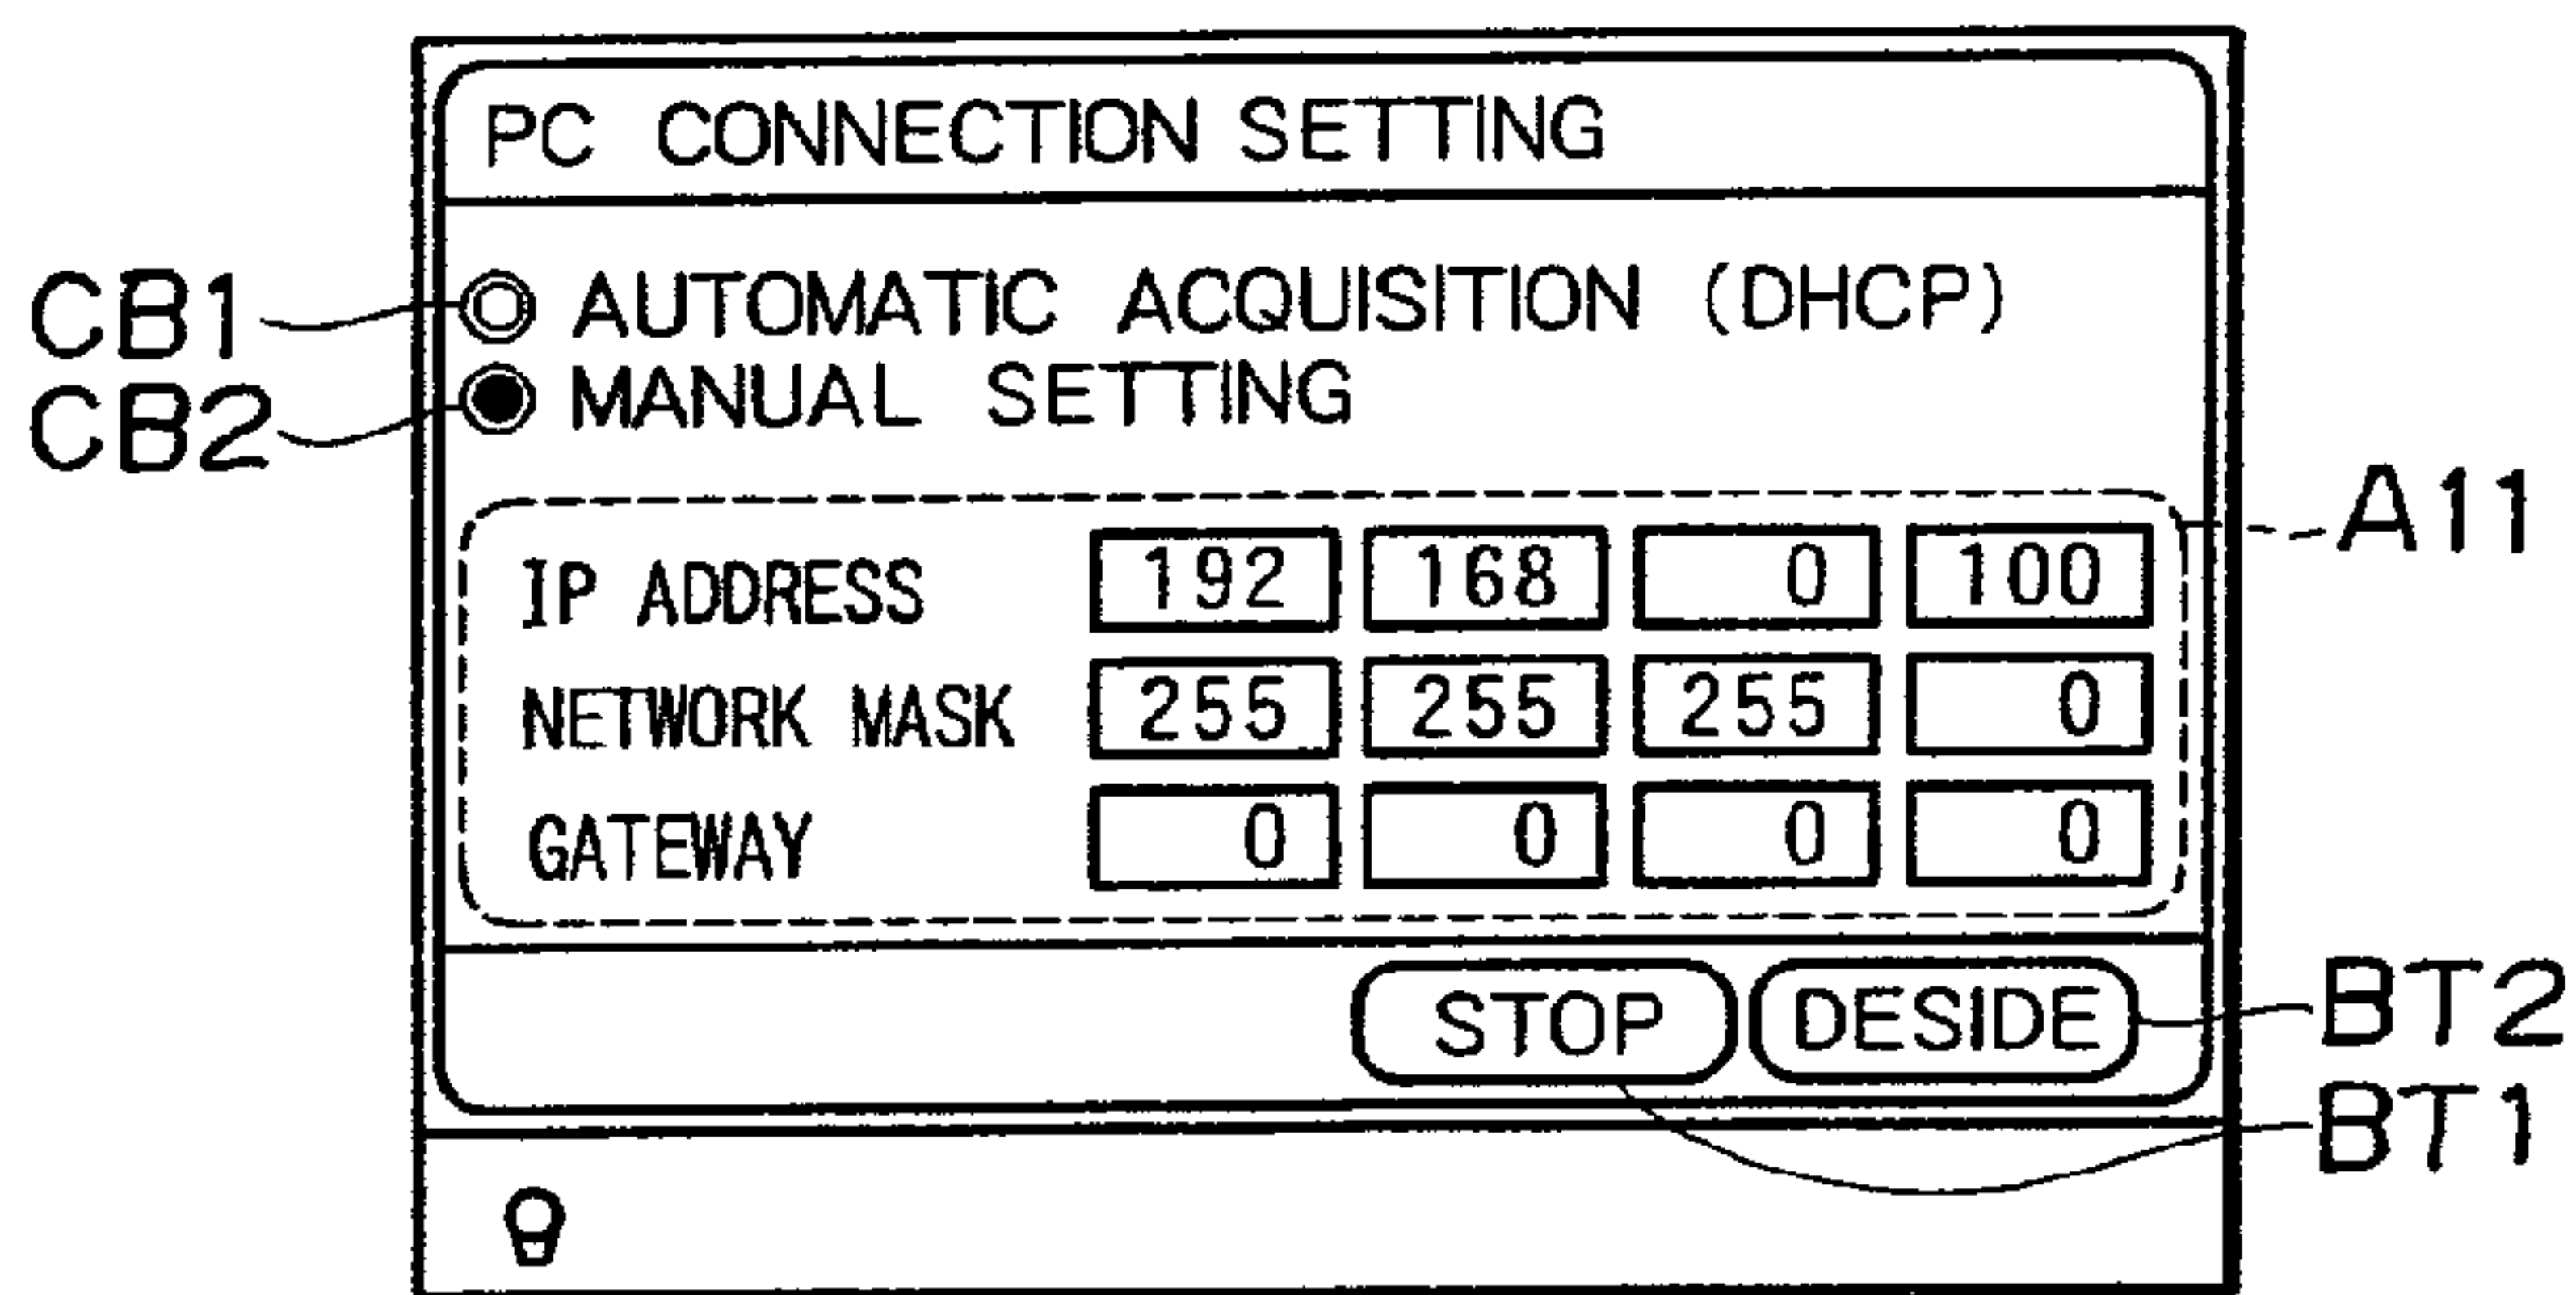 PC CONNECTION SETTING
CB1 AUTOMATIC ACQUISITION (DHCP)
CB2 MANUAL SETTING
A11
IP ADDRESS 192 168 0 100
NETWORK MASK 255 255 255 0
GATEWAY 0 0 0 0
STOP DESIDE BT2
BT1